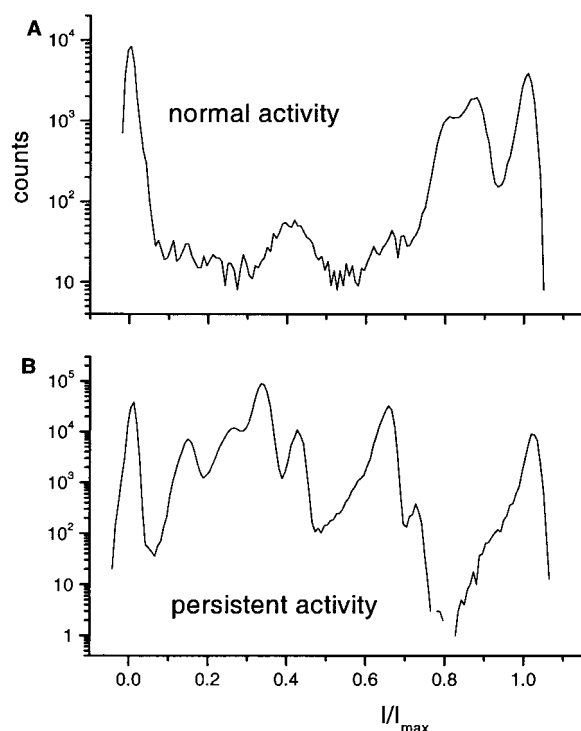 A
10⁴
10³
10²
10
counts
normal activity
B
10⁵
10⁴
10³
10²
10
1
persistent activity
0.0 0.2 0.4 0.6 0.8 1.0
I/Imax